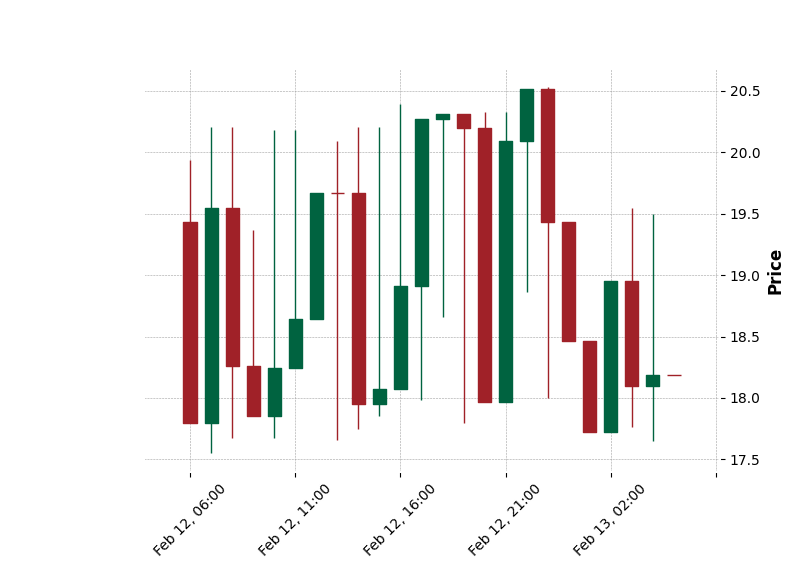 20.5
20.0
19.5
19.0
18.5
18.0
17.5
Price
Feb 12, 06:00
Feb 12, 11:00
Feb 12, 16:00
Feb 12, 21:00
Feb 13, 02:00